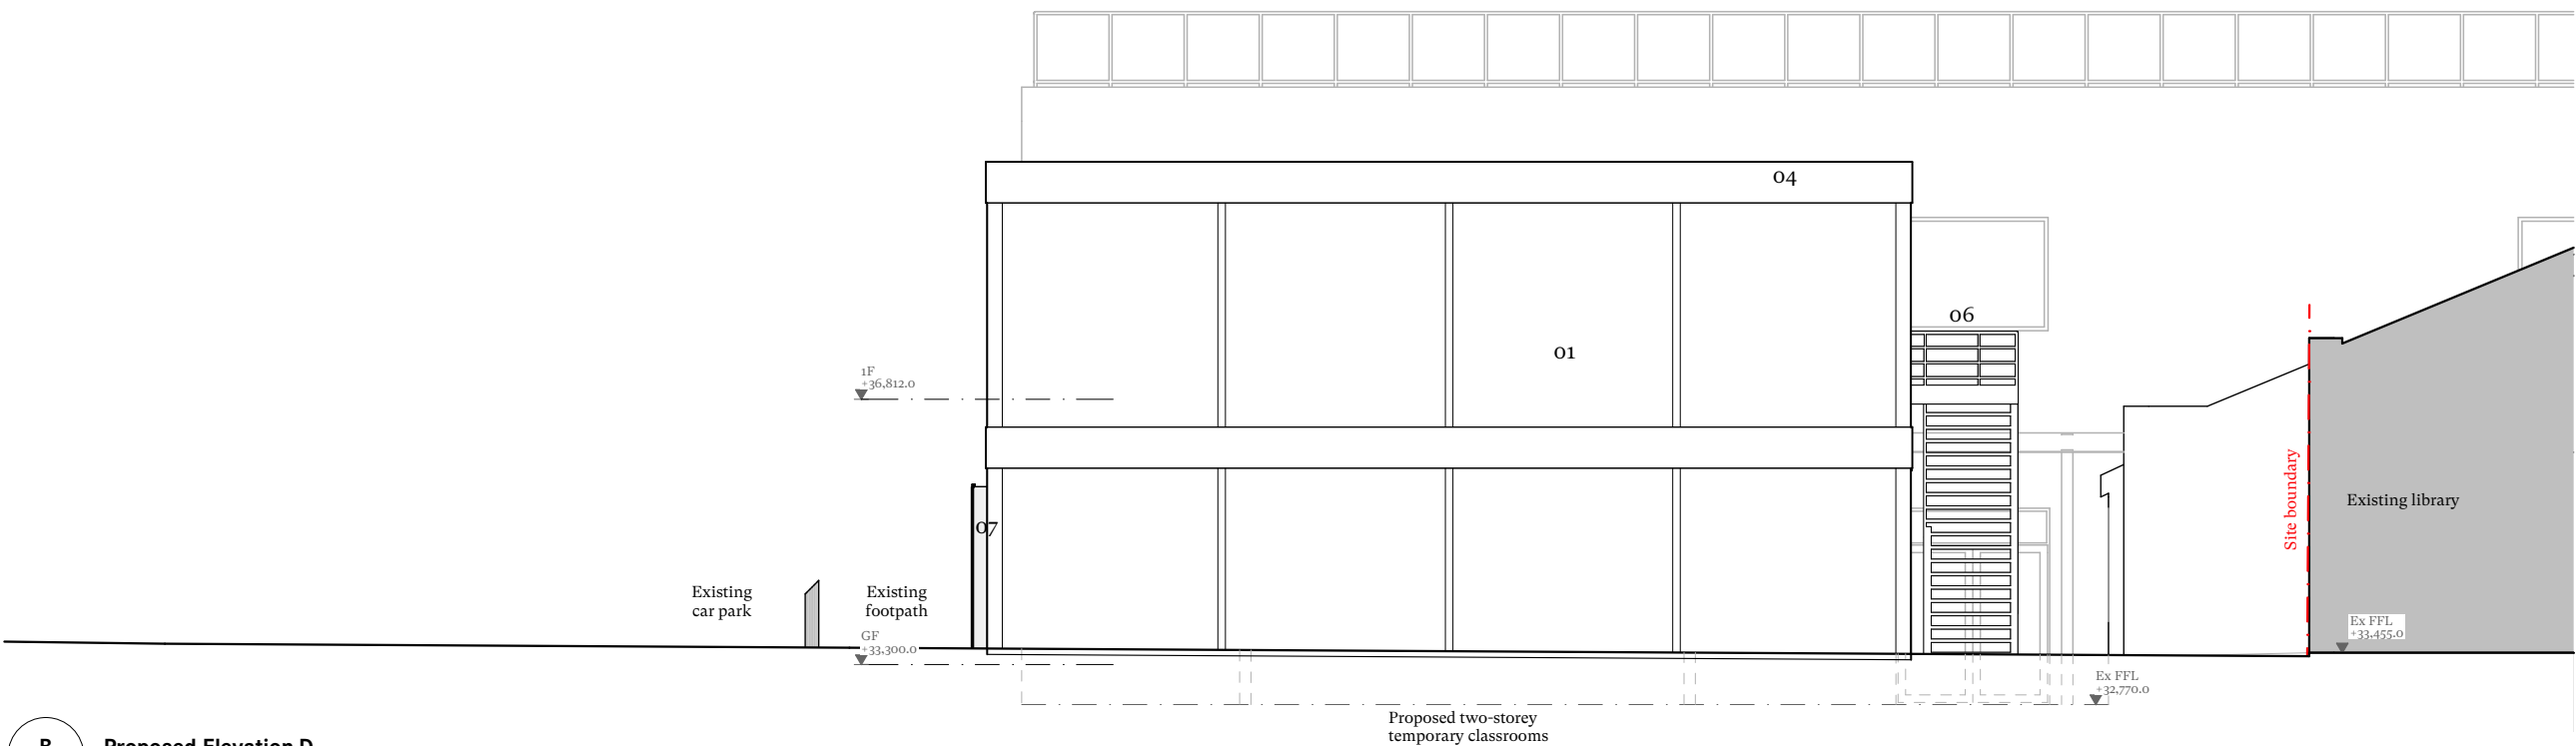 04
06
01
1F
+36,812.0
07
Site boundary
Existing library
Existing
car park
Existing
footpath
GF
+33,300.0
Ex FFL
+33,455.0
Ex FFL
+32,770.0
Proposed two-storey
temporary classrooms
B
Proposed Elevation D